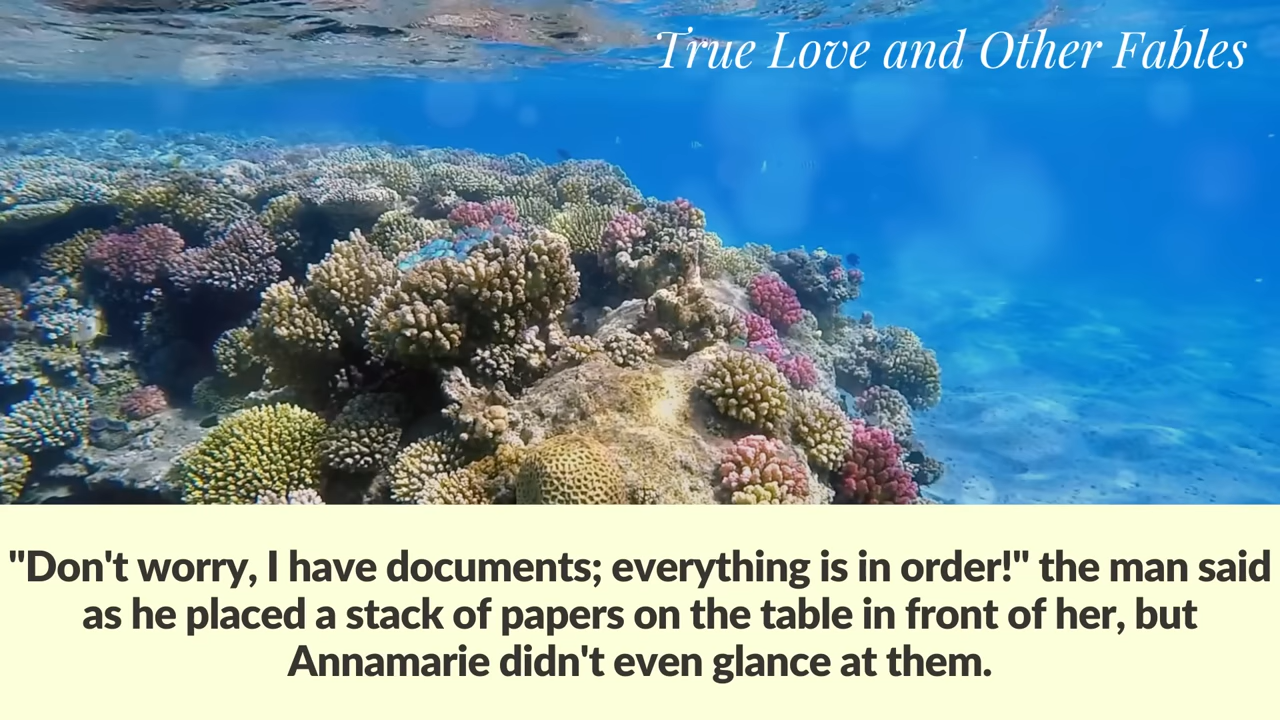 True Love and Other Fables
"Don't worry, I have documents; everything is in order!" the man said
as he placed a stack of papers on the table in front of her, but
Annamarie didn't even glance at them.